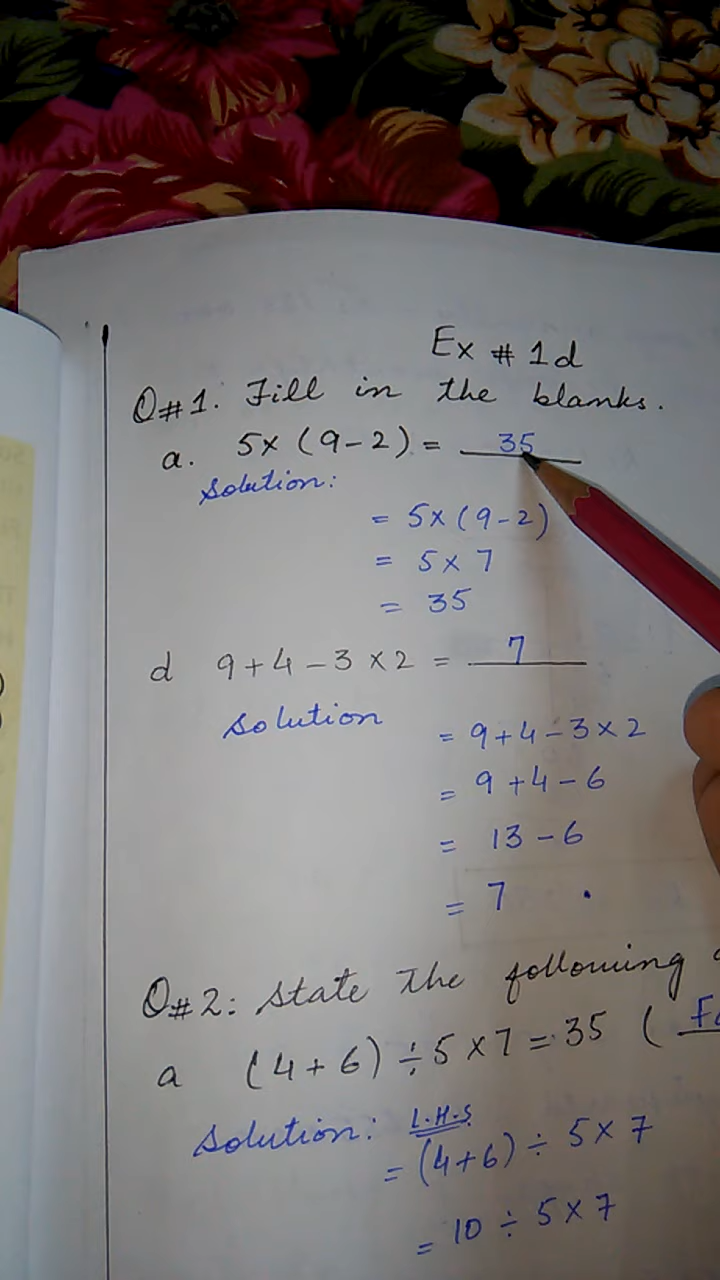 Ex # 1d
Q#1. Fill in the blanks.
a. 5×(9-2) = 35
Solution:
= 5×(9-2)
= 5×7
= 35
d 9+4-3×2 = 7
Solution
= 9+4-3×2
= 9+4-6
= 13-6
= 7 .
Q#2: State the following
a (4+6)÷5×7=35 (
Solution: L.H.S
= (4+6)÷ 5×7
= 10 ÷ 5×7